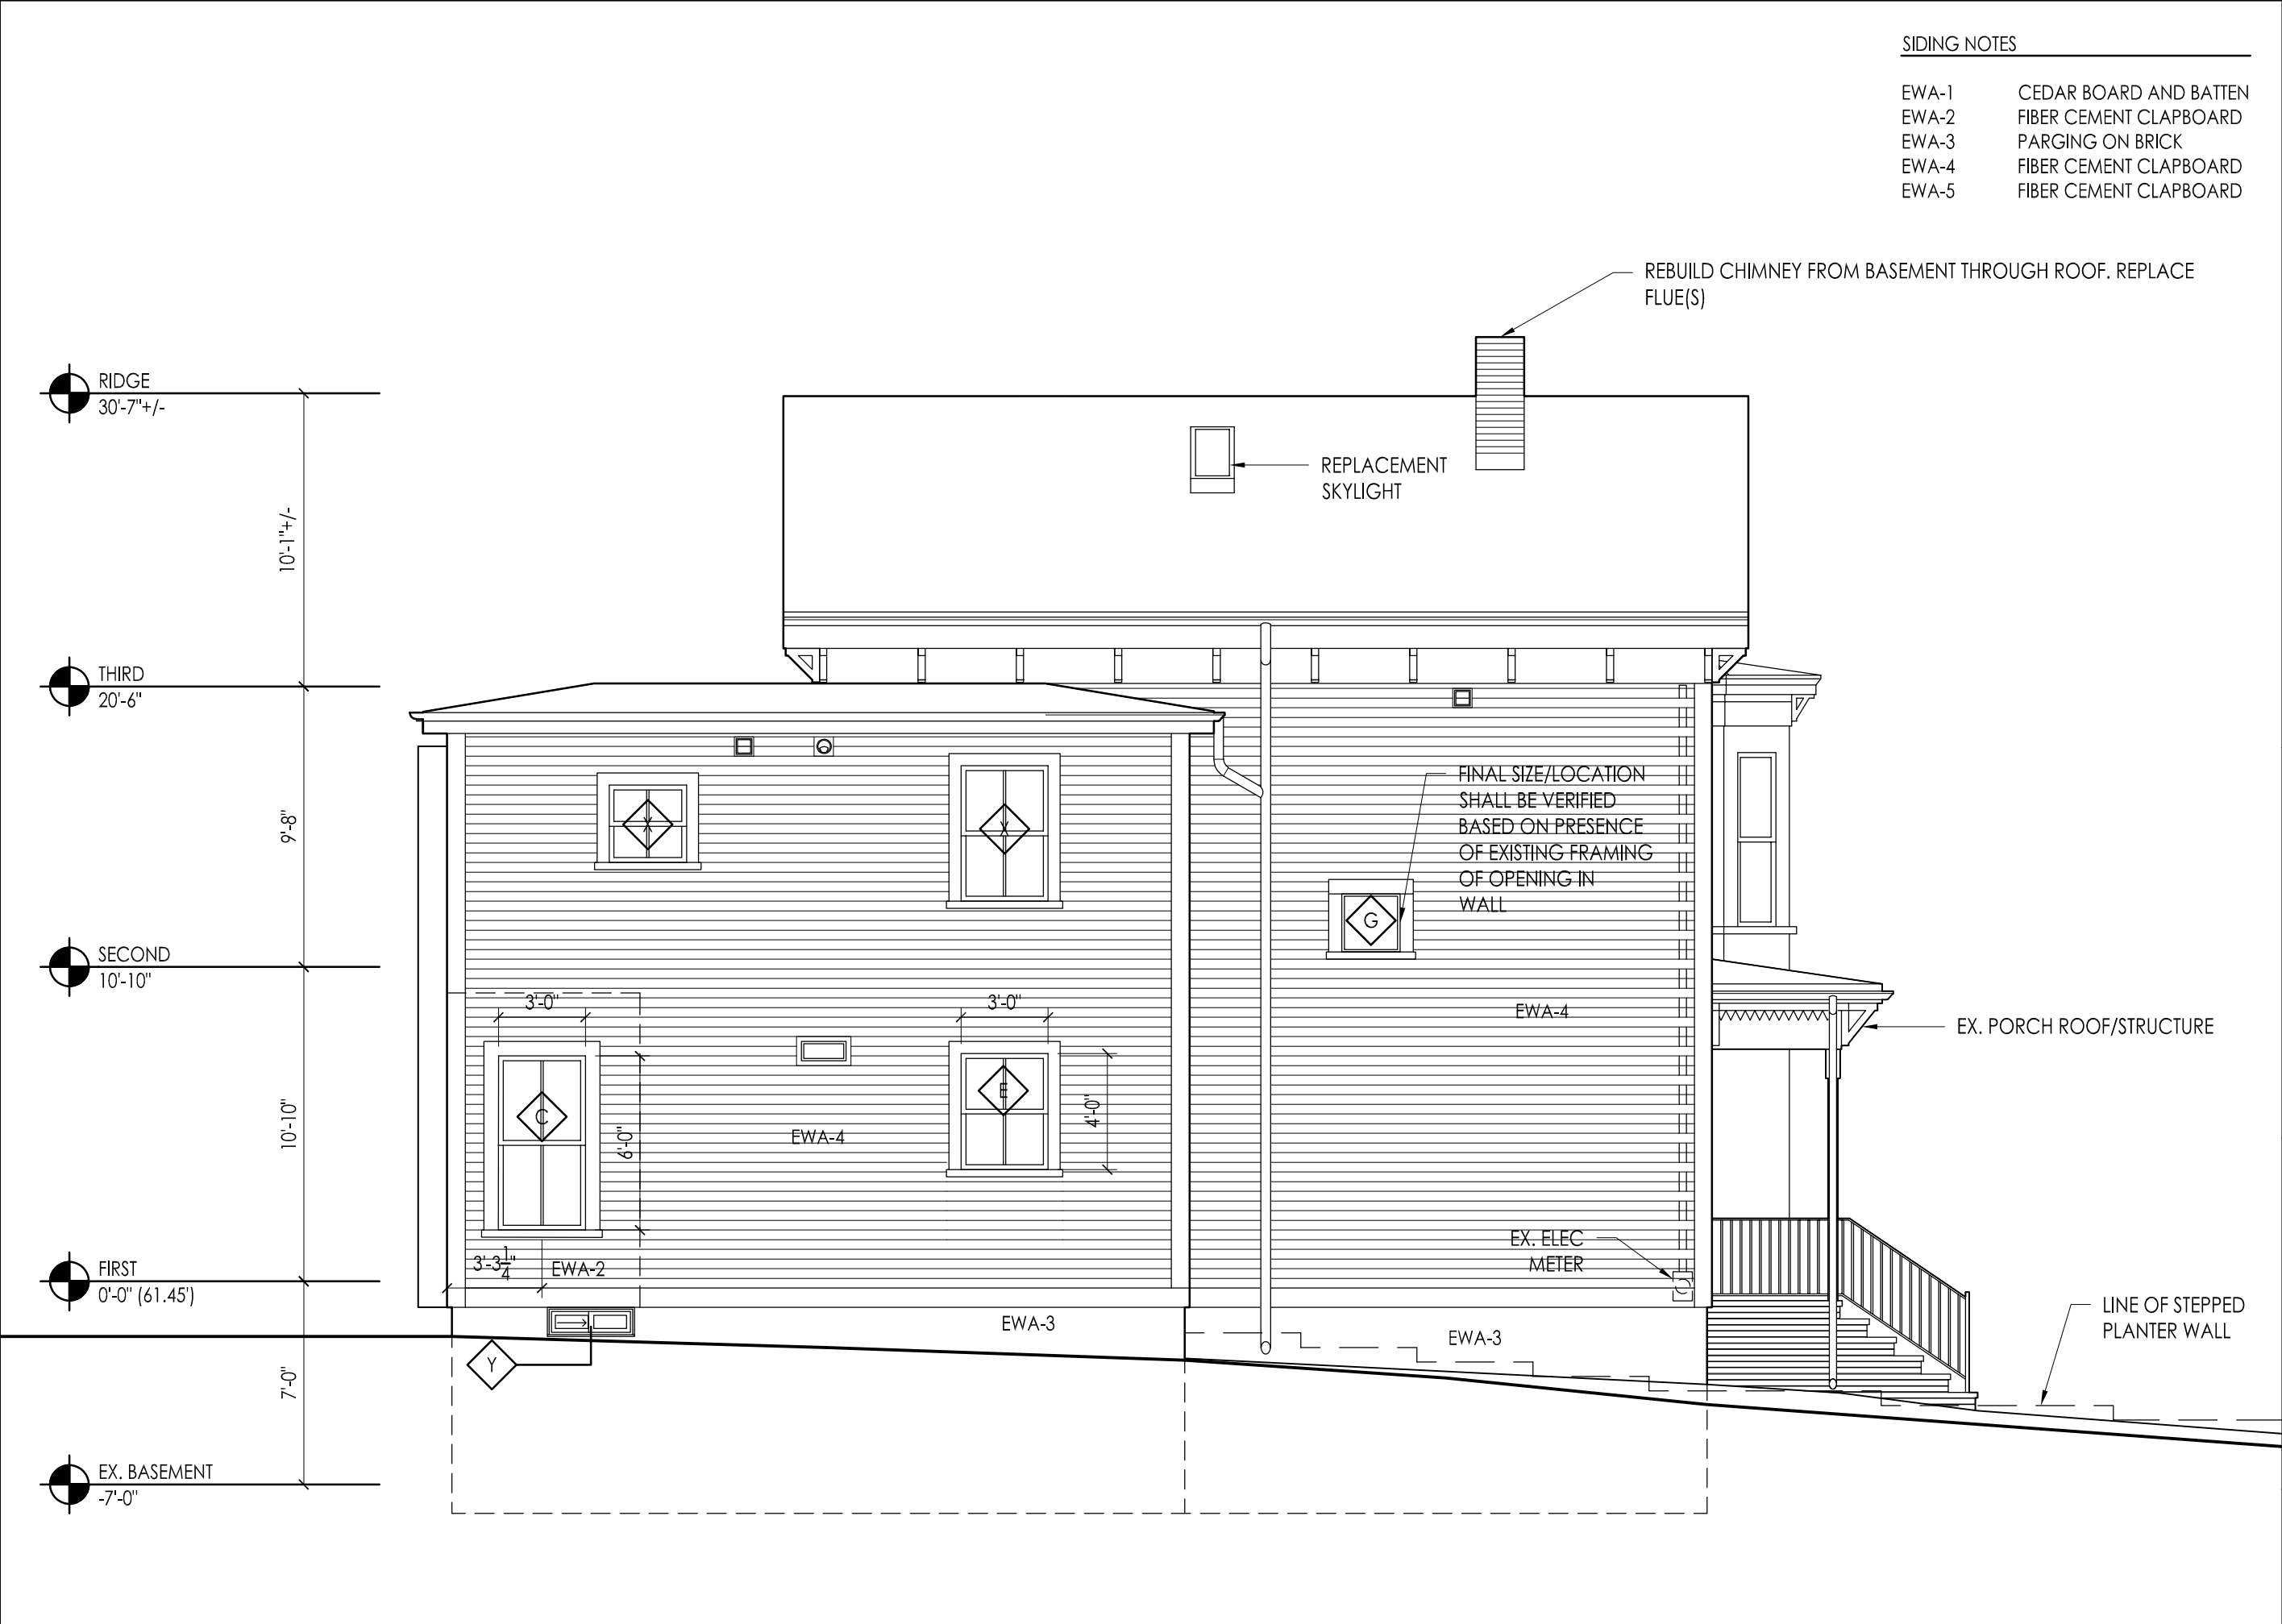 SIDING NOTES
EWA-1 CEDAR BOARD AND BATTEN
EWA-2 FIBER CEMENT CLAPBOARD
EWA-3 PARGING ON BRICK
EWA-4 FIBER CEMENT CLAPBOARD
EWA-5 FIBER CEMENT CLAPBOARD
REBUILD CHIMNEY FROM BASEMENT THROUGH ROOF. REPLACE
FLUE(S)
RIDGE
30'-7"+/-
REPLACEMENT
SKYLIGHT
10'-1"+/-
THIRD
20'-6"
X
X
FINAL SIZE/LOCATION
SHALL BE VERIFIED
BASED ON PRESENCE
OF EXISTING FRAMING
OF OPENING IN
WALL
9'-8"
G
SECOND
10'-10"
3'-0"
3'-0"
EWA-4
EX. PORCH ROOF/STRUCTURE
C
E
4'-0"
6'-0"
EWA-4
10'-10"
EX. ELEC
METER
3'-3 1/4"
EWA-2
FIRST
0'-0" (61.45')
LINE OF STEPPED
PLANTER WALL
EWA-3
EWA-3
Y
7'-0"
EX. BASEMENT
-7'-0"